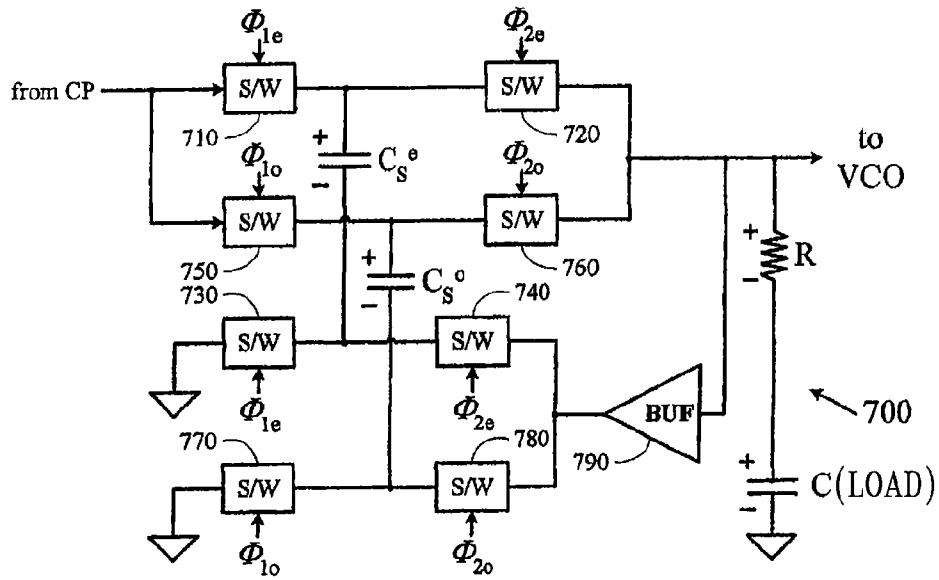 Φ1e
Φ2e
from CP
S/W
S/W
710
720
+
-
CSe
to
VCO
Φ1o
Φ2o
S/W
S/W
750
760
+
-
R
730
+
-
CSo
740
S/W
S/W
Φ1e
Φ2e
BUF
790
700
770
780
S/W
S/W
+
-
C(LOAD)
Φ1o
Φ2o